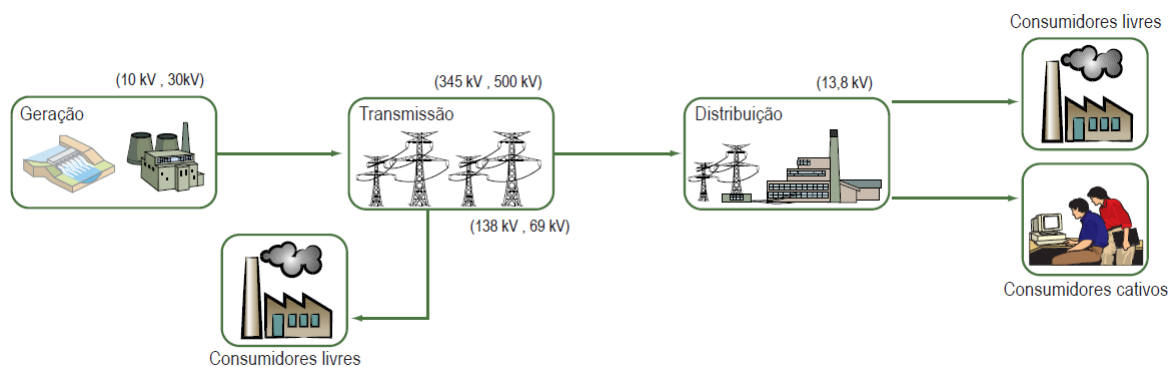 Consumidores livres
(10 kV , 30kV)
(345 kV , 500 kV)
(13,8 kV)
Geração
Transmissão
Distribuição
(138 kV , 69 kV)
Consumidores cativos
Consumidores livres